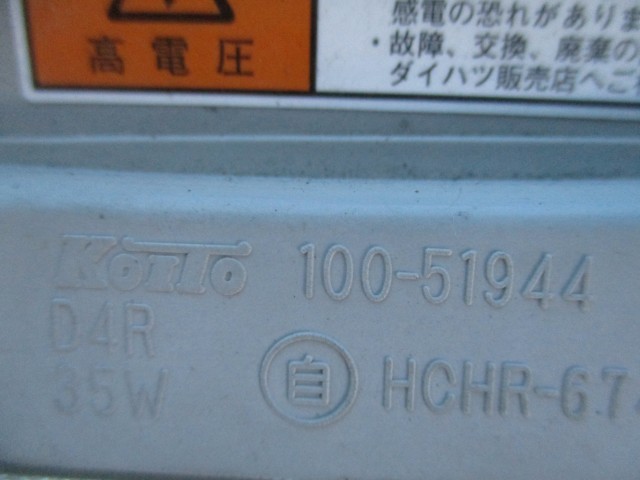 高電圧
感電の恐れがありま
・故障、交換、廃棄の
ダイハツ販売店へご
KOITO 100-51944
D4R
35W
自 HCHR-67